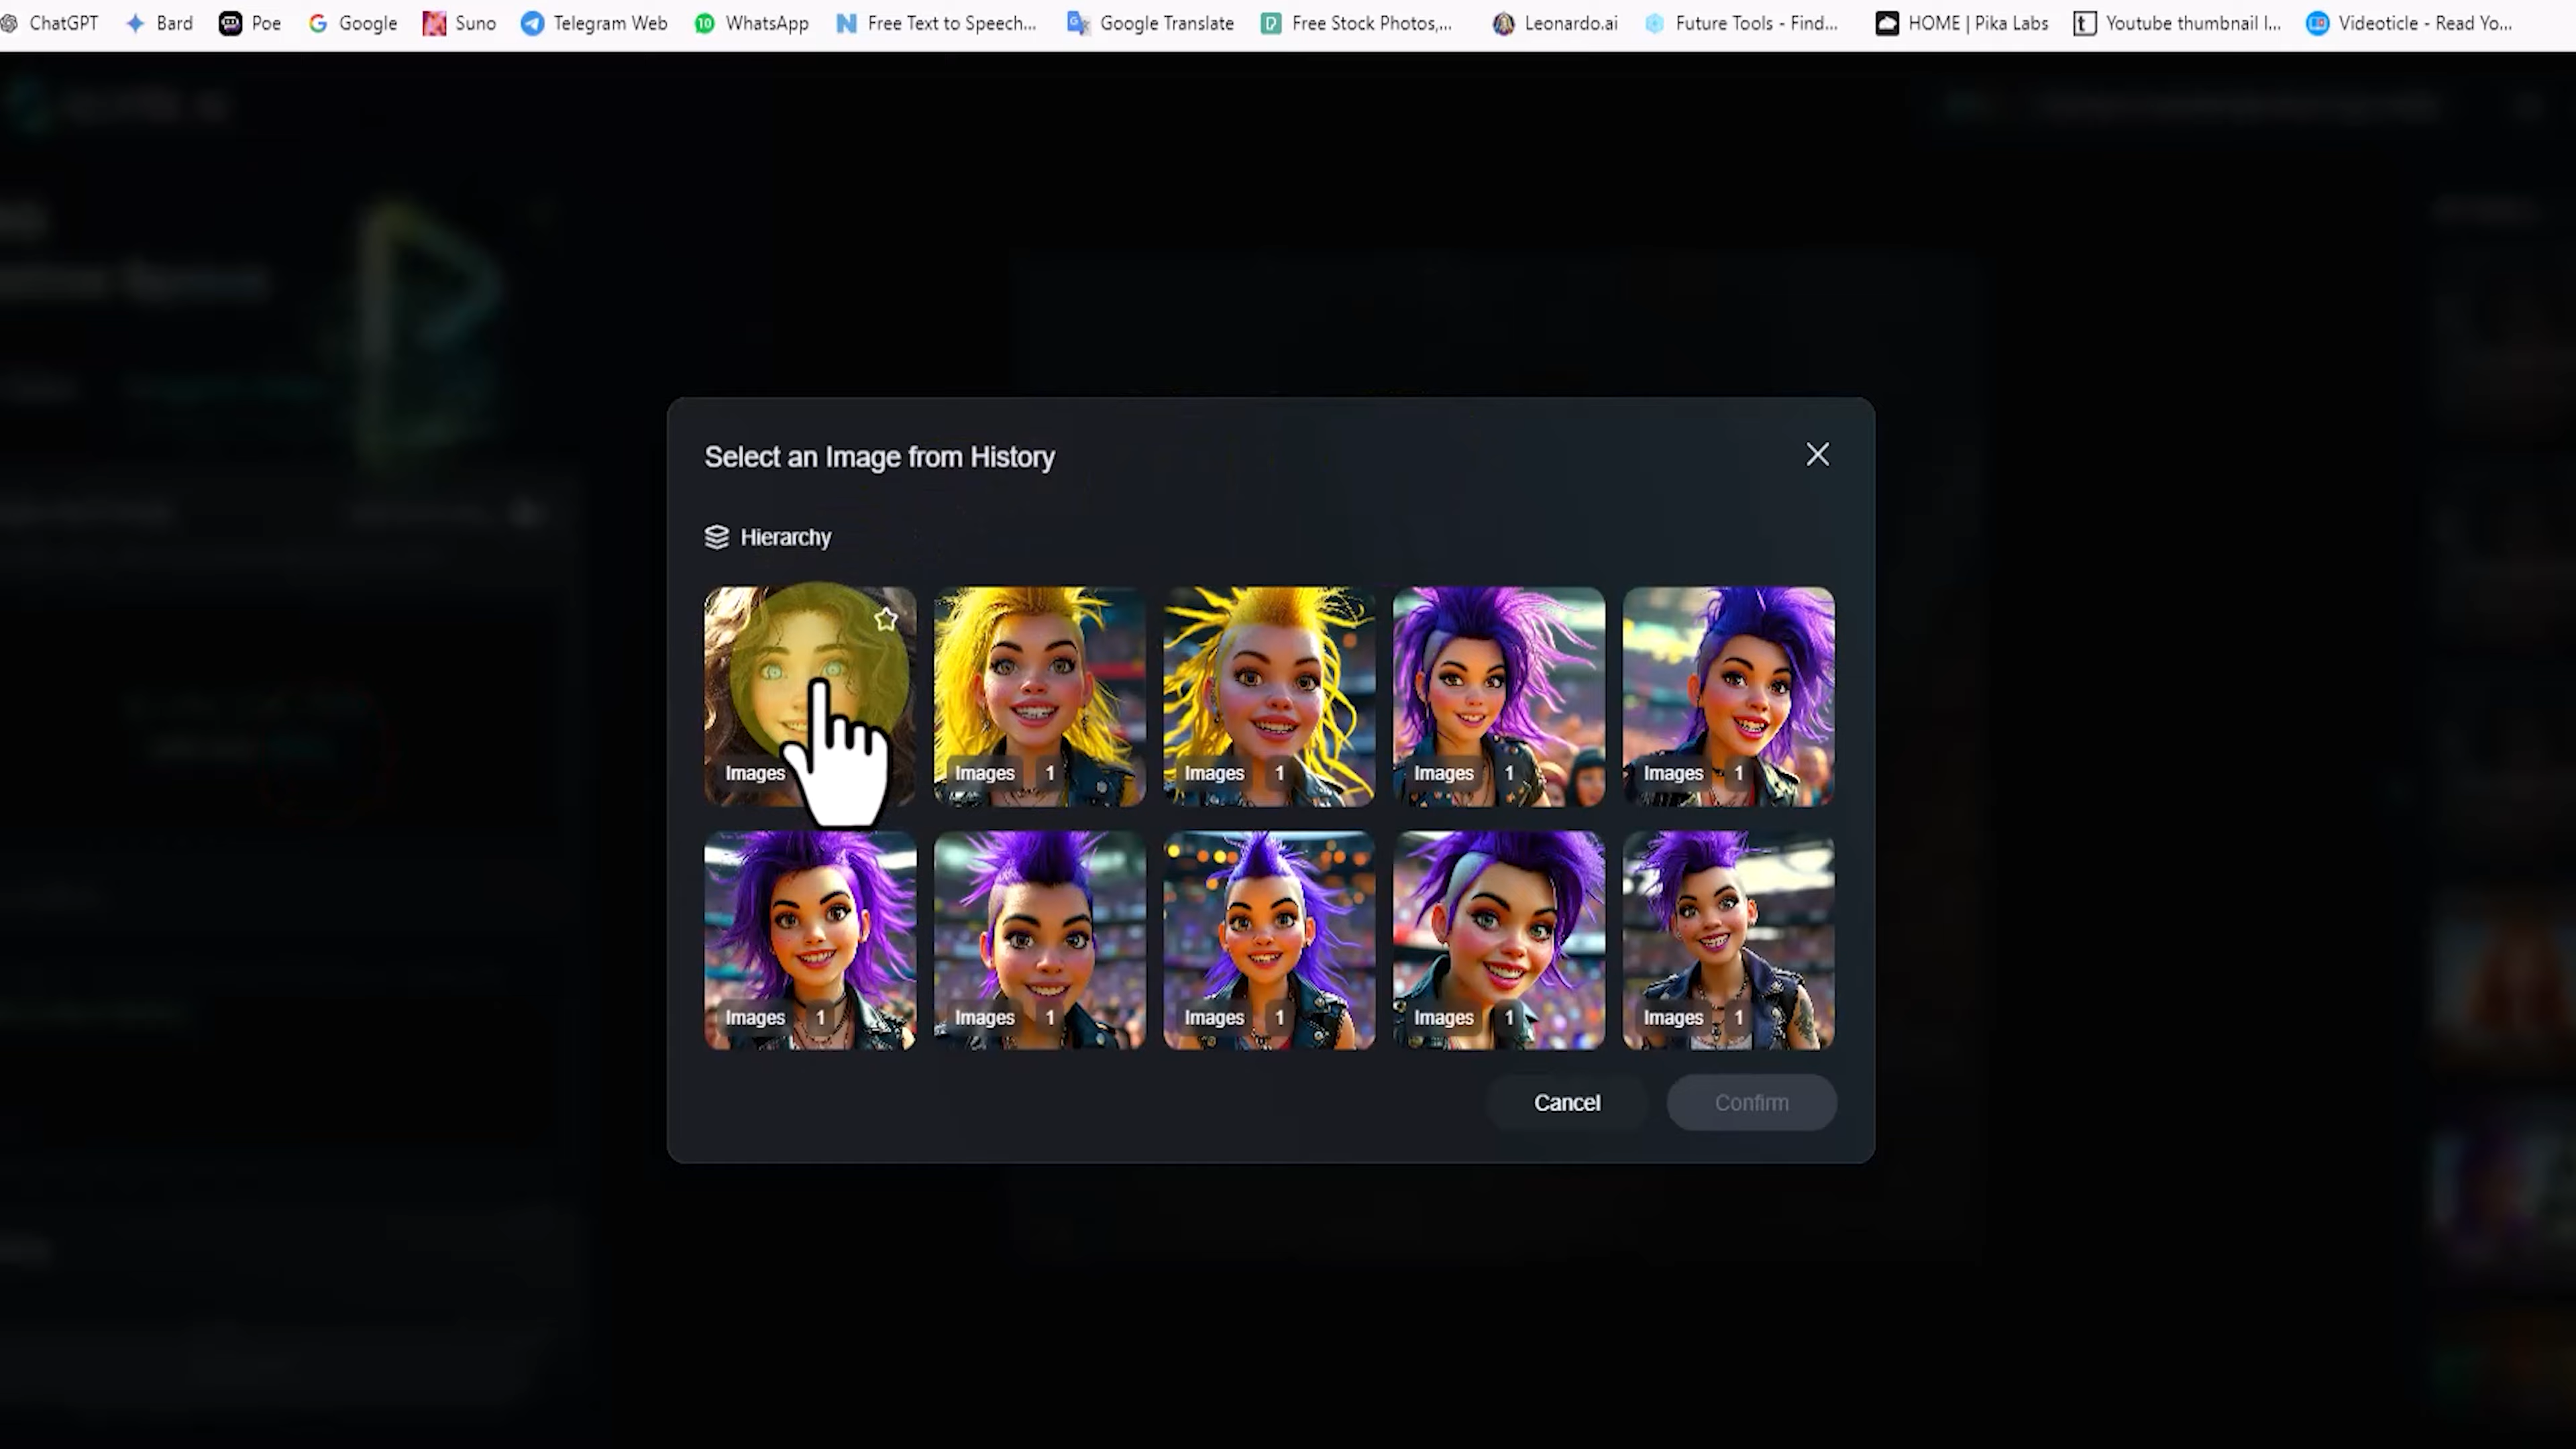 ChatGPT Bard Poe Google Suno Telegram Web WhatsApp Free Text to Speech... Google Translate Free Stock Photos,... Leonardo.ai Future Tools - Find... HOME | Pika Labs Youtube thumbnail l... Videoticle - Read Yo...
Select an Image from History
Hierarchy
Images Images 1 Images 1 Images 1 Images 1
Images 1 Images 1 Images 1 Images 1 Images 1
Cancel Confirm